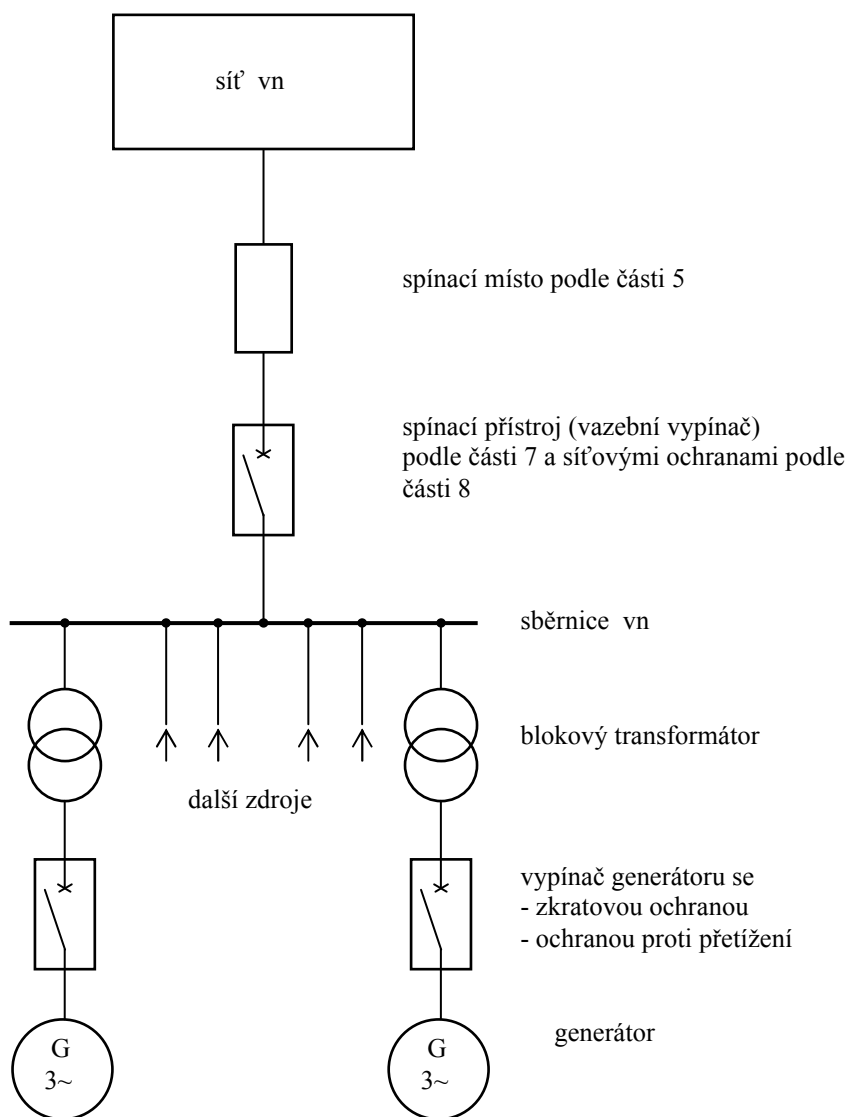 síť vn
spínací místo podle části 5
spínací přístroj (vazební vypínač)
podle části 7 a síťovými ochranami podle
části 8
sběrnice vn
blokový transformátor
další zdroje
vypínač generátoru se
- zkratovou ochranou
- ochranou proti přetížení
generátor
G
3~
G
3~